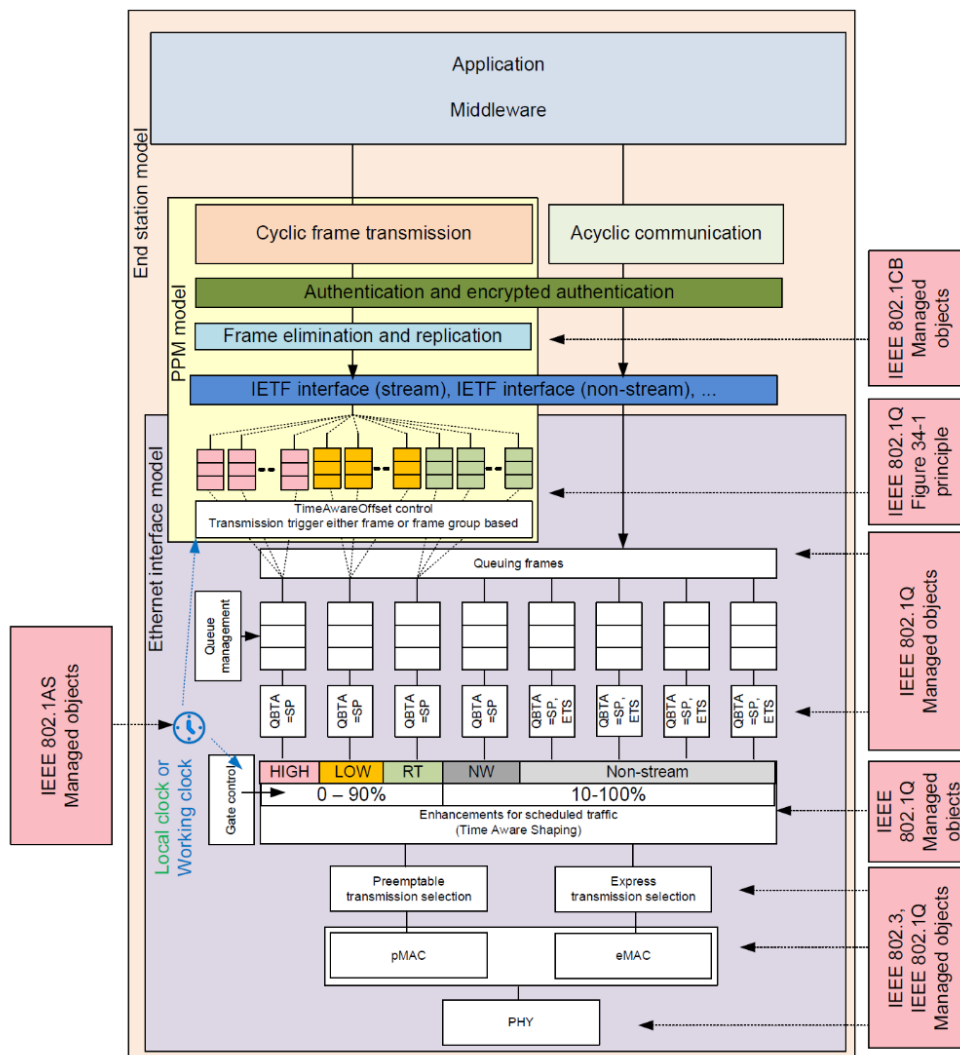 Application
Middleware
End station model
Cyclic frame transmission
Acyclic communication
PPM model
Authentication and encrypted authentication
Frame elimination and replication
IEEE 802.1CB
Managed
objects
IETF interface (stream), IETF interface (non-stream), ...
Ethernet interface model
TimeAwareOffset control
Transmission trigger either frame or frame group based
IEEE 802.1Q
Figure 34-1
principle
Queuing frames
Queue
management
IEEE 802.1Q
Managed objects
QBTA
=SP
QBTA
=SP
QBTA
=SP
QBTA
=SP
QBTA
=SP,
ETS
QBTA
=SP,
ETS
QBTA
=SP,
ETS
QBTA
=SP,
ETS
IEEE 802.1AS
Managed objects
Local clock or
Working clock
Gate control
HIGH
LOW
RT
NW
Non-stream
0 – 90%
10-100%
Enhancements for scheduled traffic
(Time Aware Shaping)
IEEE
802.1Q
Managed
objects
Preemptable
transmission selection
Express
transmission selection
pMAC
eMAC
PHY
IEEE 802.3,
IEEE 802.1Q
Managed objects